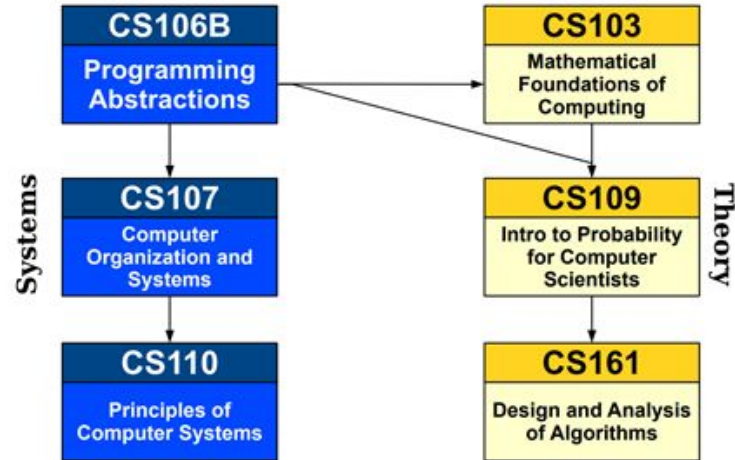 CS106B
Programming
Abstractions
CS103
Mathematical
Foundations of
Computing
Systems
CS107
Computer
Organization and
Systems
CS109
Intro to Probability
for Computer
Scientists
Theory
CS110
Principles of
Computer Systems
CS161
Design and Analysis
of Algorithms